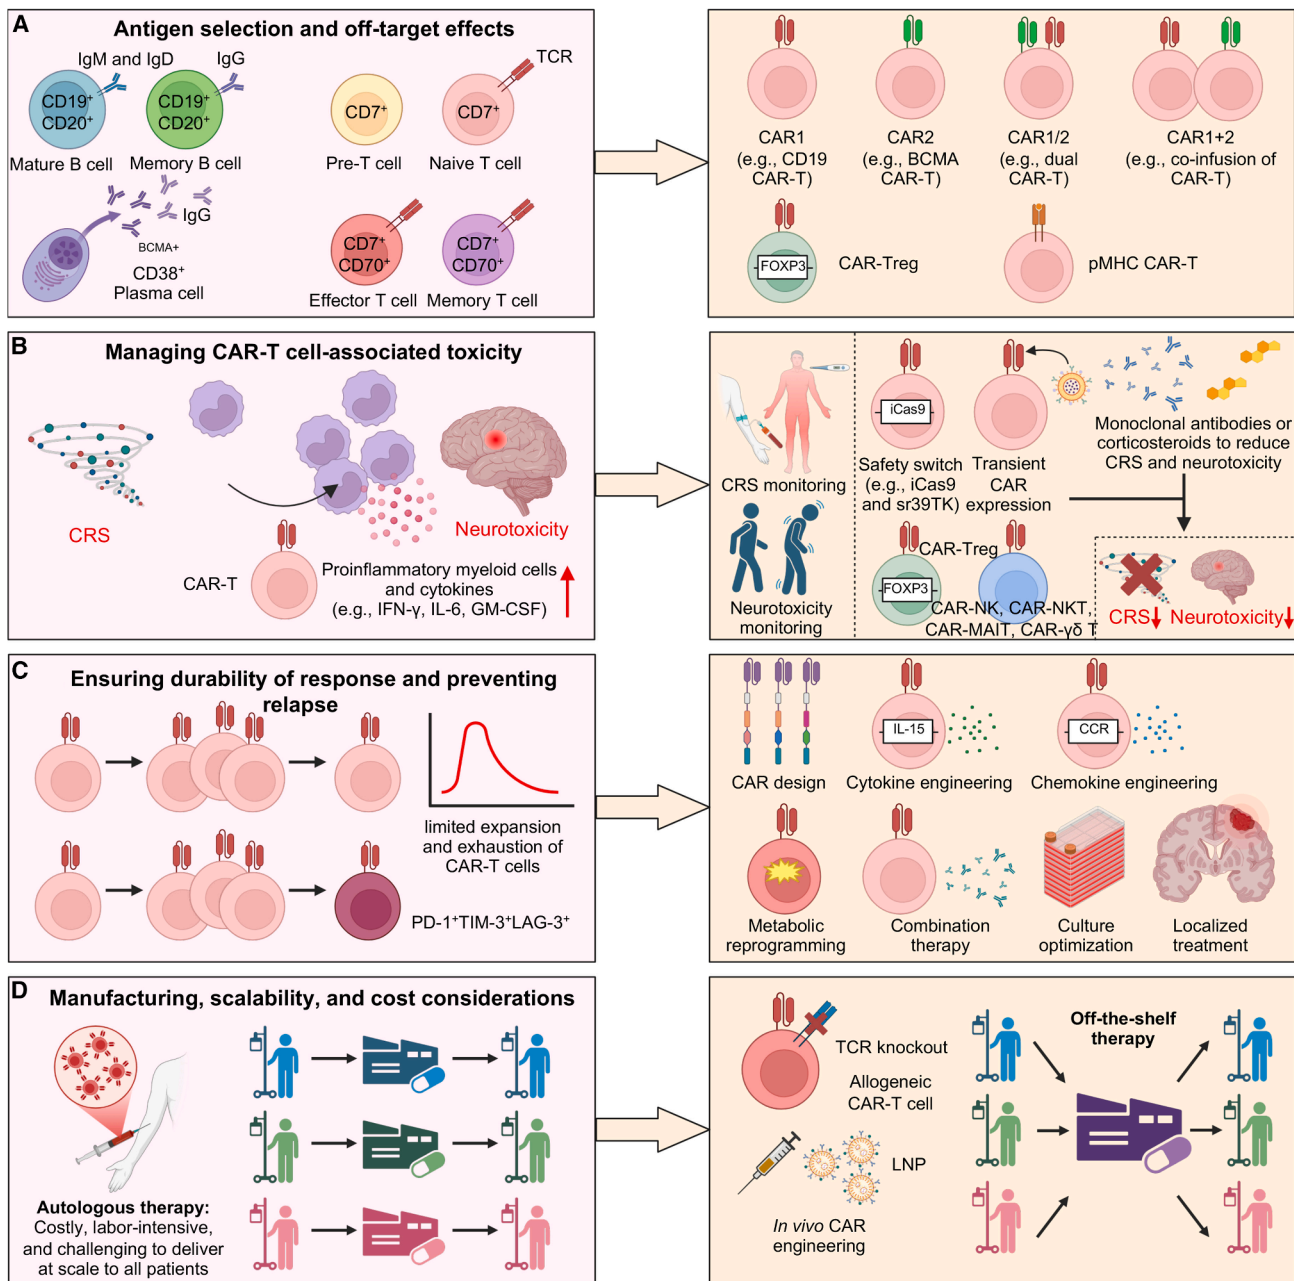 A
Antigen selection and off-target effects
IgM and IgD
IgG
TCR
CD19⁺
CD20⁺
CD19⁺
CD20⁺
CD7⁺
CD7⁺
Mature B cell
Memory B cell
Pre-T cell
Naive T cell
IgG
BCMA+
CD38⁺
Plasma cell
CD7⁺
CD70⁺
CD7⁺
CD70⁺
Effector T cell
Memory T cell
CAR1
(e.g., CD19
CAR-T)
CAR2
(e.g., BCMA
CAR-T)
CAR1/2
(e.g., dual
CAR-T)
CAR1+2
(e.g., co-infusion of
CAR-T)
FOXP3
CAR-Treg
pMHC CAR-T
B
Managing CAR-T cell-associated toxicity
CRS
Neurotoxicity
CAR-T
Proinflammatory myeloid cells
and cytokines
(e.g., IFN-γ, IL-6, GM-CSF)
CRS monitoring
Neurotoxicity
monitoring
iCas9
Safety switch
(e.g., iCas9
and sr39TK)
Transient
CAR
expression
Monoclonal antibodies or
corticosteroids to reduce
CRS and neurotoxicity
CAR-Treg
FOXP3
CAR-NK, CAR-NKT,
CAR-MAIT, CAR-γδ T
CRS
Neurotoxicity
C
Ensuring durability of response and preventing
relapse
limited expansion
and exhaustion of
CAR-T cells
PD-1⁺TIM-3⁺LAG-3⁺
IL-15
CCR
CAR design
Cytokine engineering
Chemokine engineering
Metabolic
reprogramming
Combination
therapy
Culture
optimization
Localized
treatment
D
Manufacturing, scalability, and cost considerations
Autologous therapy:
Costly, labor-intensive,
and challenging to deliver
at scale to all patients
TCR knockout
Allogeneic
CAR-T cell
LNP
In vivo CAR
engineering
Off-the-shelf
therapy